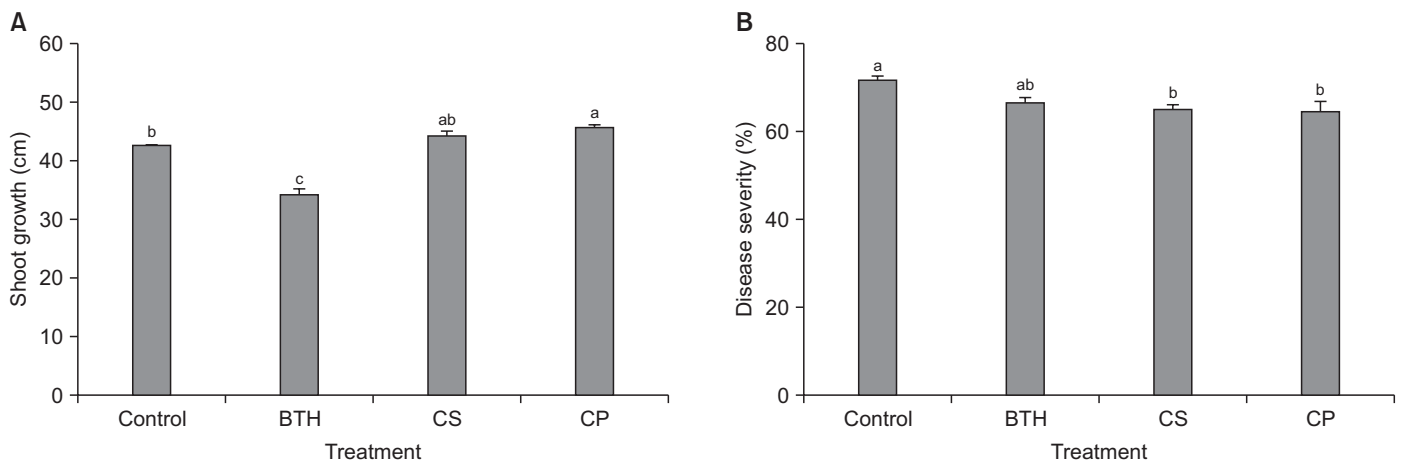 A
60
50
40
30
20
10
0
Shoot growth (cm)
b
c
ab
a
Control BTH CS CP
Treatment
B
80
60
40
20
0
Disease severity (%)
a
ab
b
b
Control BTH CS CP
Treatment